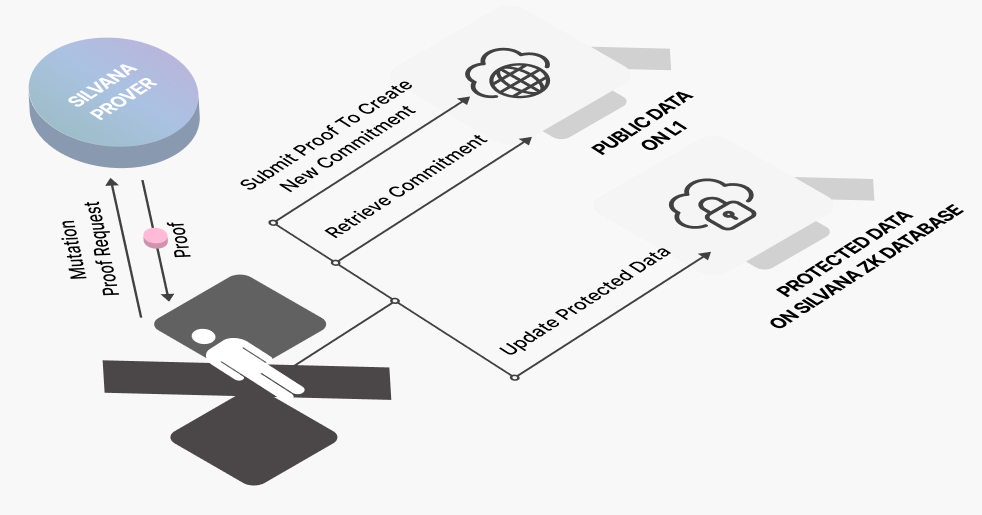 SILVANA
PROVER
Submit Proof To Create
New Commitment
Retrieve Commitment
PUBLIC DATA
ON L1
Mutation
Proof Request
Proof
Update Protected Data
PROTECTED DATA
ON SILVANA ZK DATABASE